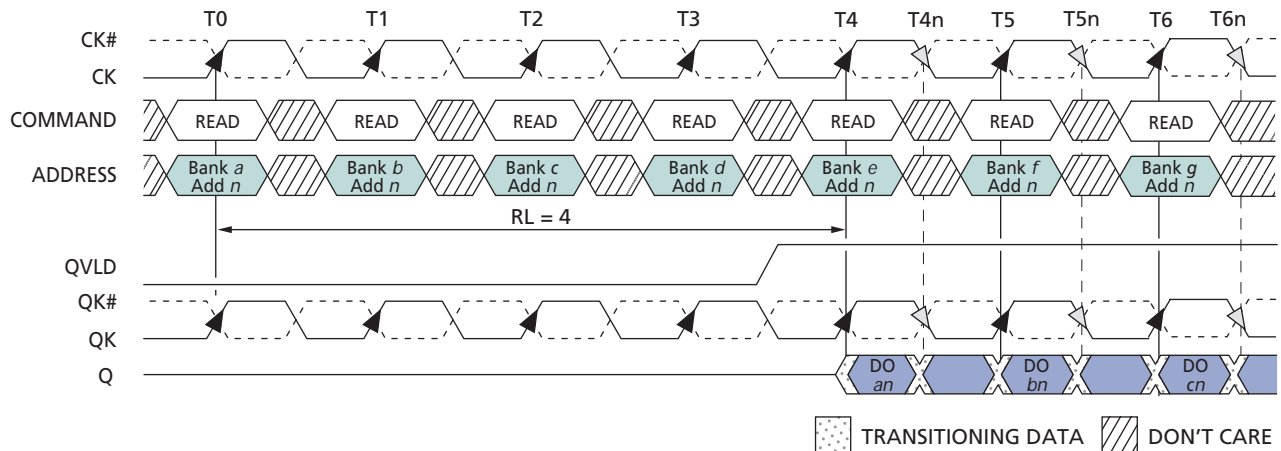 T0 T1 T2 T3 T4 T4n T5 T5n T6 T6n
CK#
CK
COMMAND READ READ READ READ READ READ READ
ADDRESS Bank a Add n Bank b Add n Bank c Add n Bank d Add n Bank e Add n Bank f Add n Bank g Add n
RL = 4
QVLD
QK#
QK
Q DO an DO bn DO cn
TRANSITIONING DATA DON'T CARE